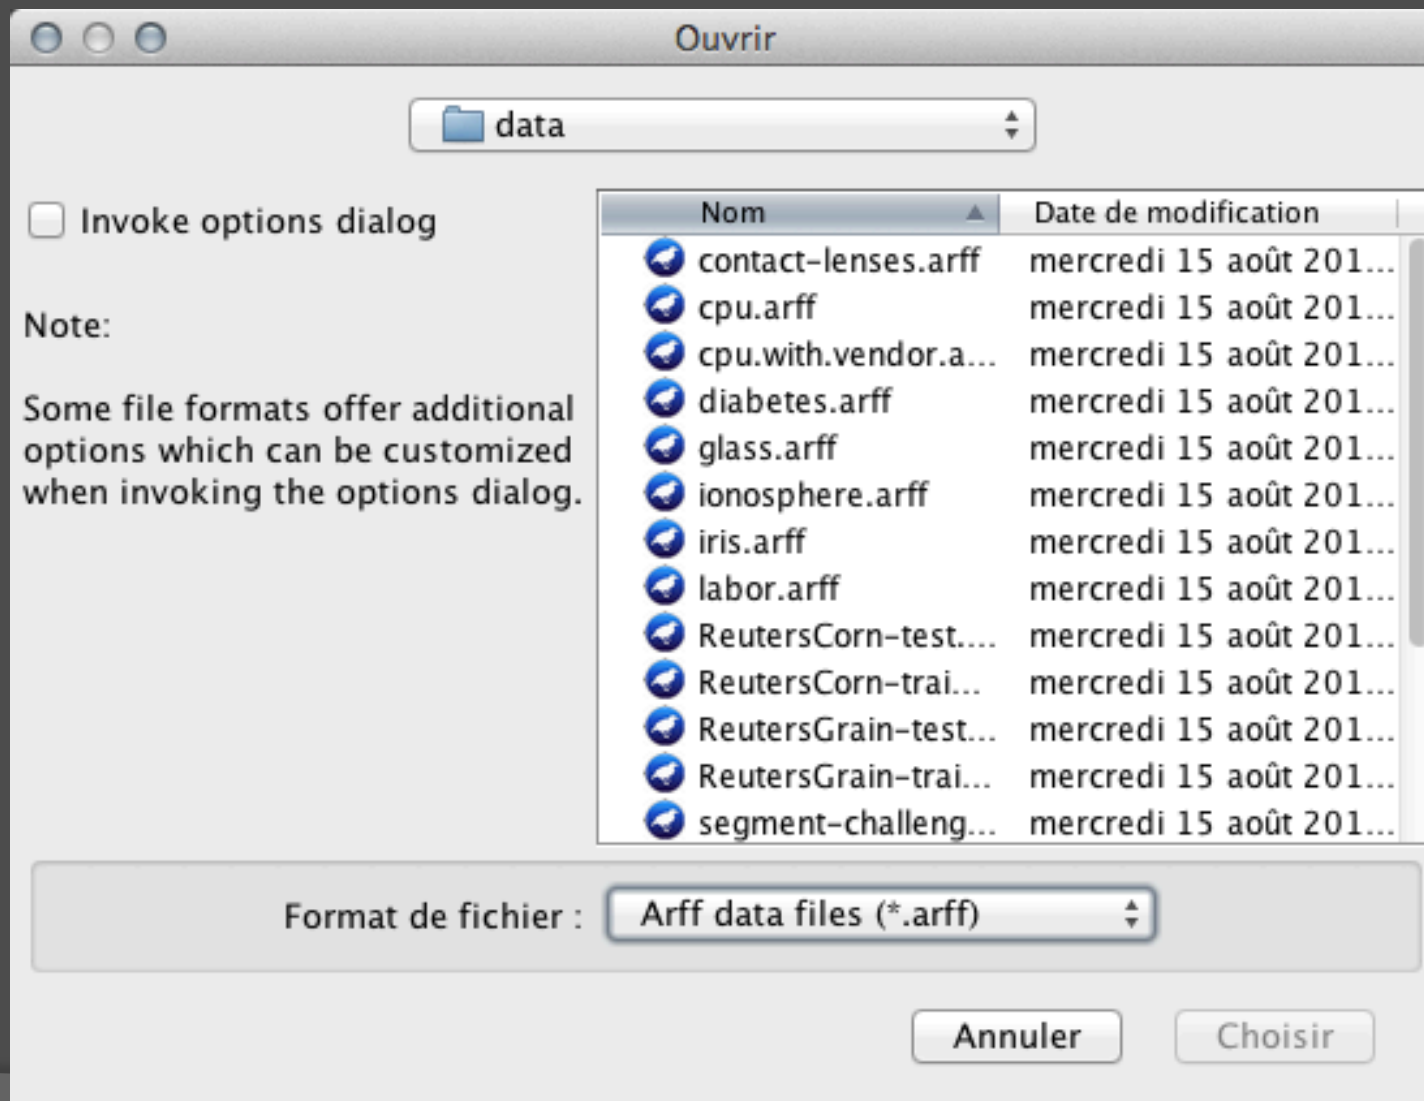 Ouvrir
data
Invoke options dialog
Note:
Some file formats offer additional
options which can be customized
when invoking the options dialog.
Nom Date de modification
contact-lenses.arff mercredi 15 août 201...
cpu.arff mercredi 15 août 201...
cpu.with.vendor.a... mercredi 15 août 201...
diabetes.arff mercredi 15 août 201...
glass.arff mercredi 15 août 201...
ionosphere.arff mercredi 15 août 201...
iris.arff mercredi 15 août 201...
labor.arff mercredi 15 août 201...
ReutersCorn-test.... mercredi 15 août 201...
ReutersCorn-trai... mercredi 15 août 201...
ReutersGrain-test... mercredi 15 août 201...
ReutersGrain-trai... mercredi 15 août 201...
segment-challeng... mercredi 15 août 201...
Format de fichier : Arff data files (*.arff)
Annuler Choisir